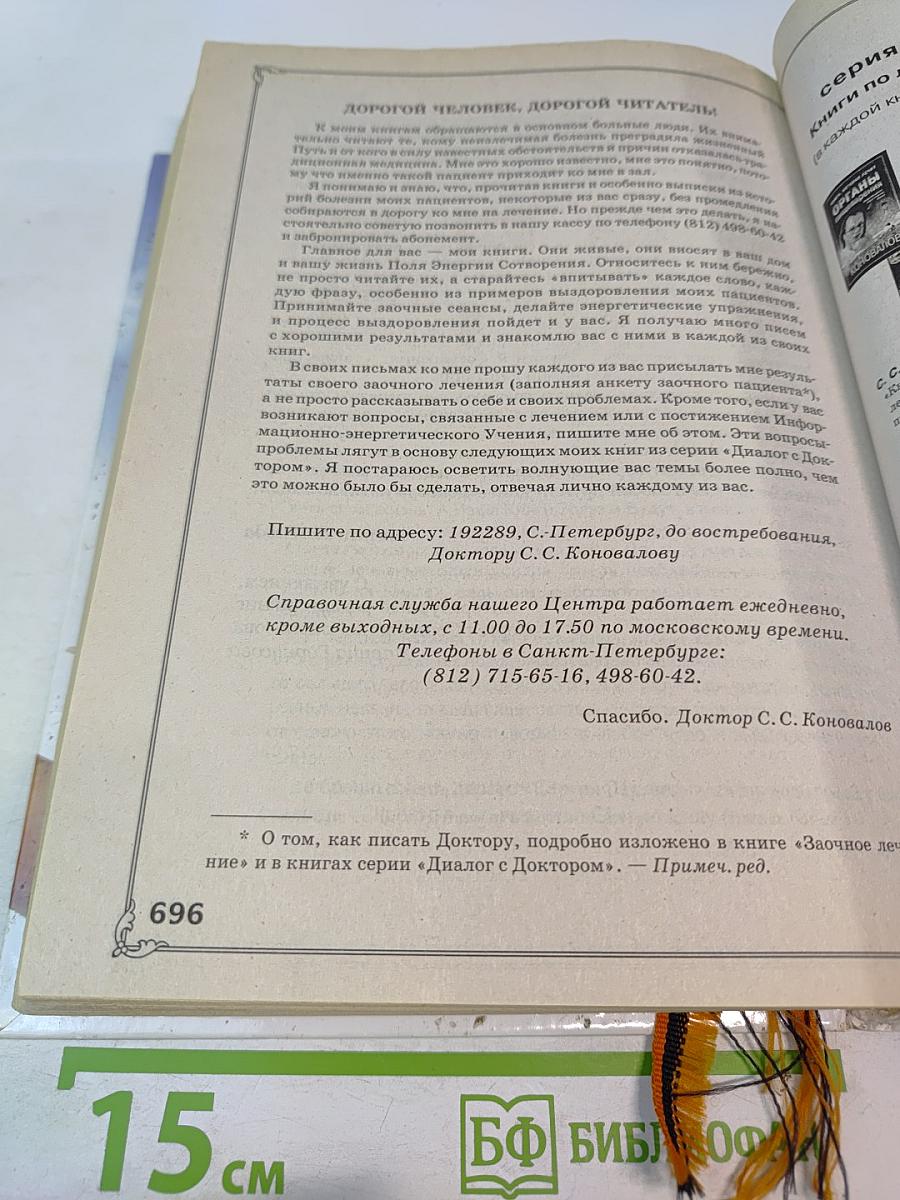 ДОРОГОЙ ЧЕЛОВЕК, ДОРОГОЙ ЧИТАТЕЛЬ!
К моим книгам обращаются в основном больные люди. Их внима-
тельно читают те, кому неизлечимая болезнь преградила жизненный
Путь и от кого в силу известных обстоятельств и причин отказалась тра-
диционная медицина. Мне это хорошо известно, мне это понятно, пото-
му что именно такой пациент приходит ко мне в зал.
Я понимаю и знаю, что, прочитав книги и особенно выписки из исто-
рий болезни моих пациентов, некоторые из вас сразу, без промедления
собираются в дорогу ко мне на лечение. Но прежде чем это делать, я на-
стоятельно советую позвонить в нашу кассу по телефону (812) 498-60-42
и забронировать абонемент.
Главное для вас — мои книги. Они живые, они вносят в ваш дом
и вашу жизнь Поля Энергии Сотворения. Относитесь к ним бережно,
не просто читайте их, а старайтесь «впитывать» каждое слово, каж-
дую фразу, особенно из примеров выздоровления моих пациентов.
Принимайте заочные сеансы, делайте энергетические упражнения,
и процесс выздоровления пойдет и у вас. Я получаю много писем
с хорошими результатами и знакомлю вас с ними в каждой из своих
книг.
В своих письмах ко мне прошу каждого из вас присылать мне резуль-
таты своего заочного лечения (заполняя анкету заочного пациента*),
а не просто рассказывать о себе и своих проблемах. Кроме того, если у вас
возникают вопросы, связанные с лечением или с постижением Инфор-
мационно-энергетического Учения, пишите мне об этом. Эти вопросы-
проблемы лягут в основу следующих моих книг из серии «Диалог с Док-
тором». Я постараюсь осветить волнующие вас темы более полно, чем
это можно было бы сделать, отвечая лично каждому из вас.
Пишите по адресу: 192289, С.-Петербург, до востребования,
Доктору С. С. Коновалову
Справочная служба нашего Центра работает ежедневно,
кроме выходных, с 11.00 до 17.50 по московскому времени.
Телефоны в Санкт-Петербурге:
(812) 715-65-16, 498-60-42.
Спасибо. Доктор С. С. Коновалов
* О том, как писать Доктору, подробно изложено в книге «Заочное леч
ние» и в книгах серии «Диалог с Доктором». — Примеч. ред.
696
серия
Книги по
(в каждой кн
ОРГАНЫ
КОНОВАЛОВ
С. С.
15 см
БФ БИБЛИОФ